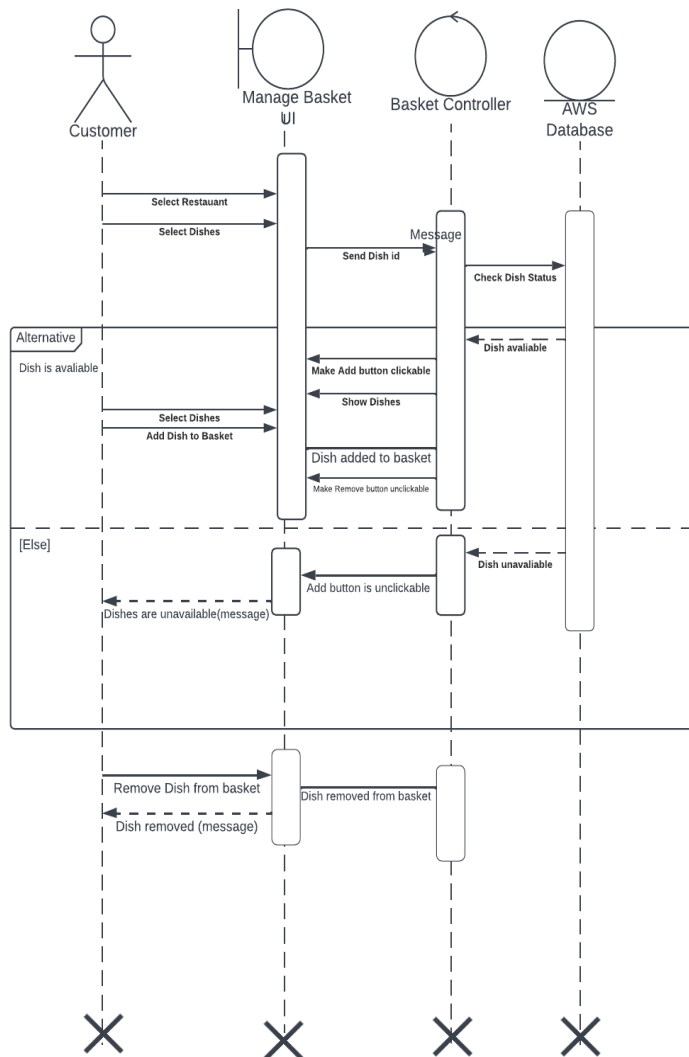 Customer
Manage Basket
UI
Basket Controller
AWS
Database
Select Restauant
Select Dishes
Message
Send Dish id
Check Dish Status
Alternative
Dish is avaliable
Dish avaliable
Make Add button clickable
Show Dishes
Select Dishes
Add Dish to Basket
Dish added to basket
Make Remove button unclickable
[Else]
Dish unavaliable
Add button is unclickable
Dishes are unavailable(message)
Remove Dish from basket
Dish removed from basket
Dish removed (message)